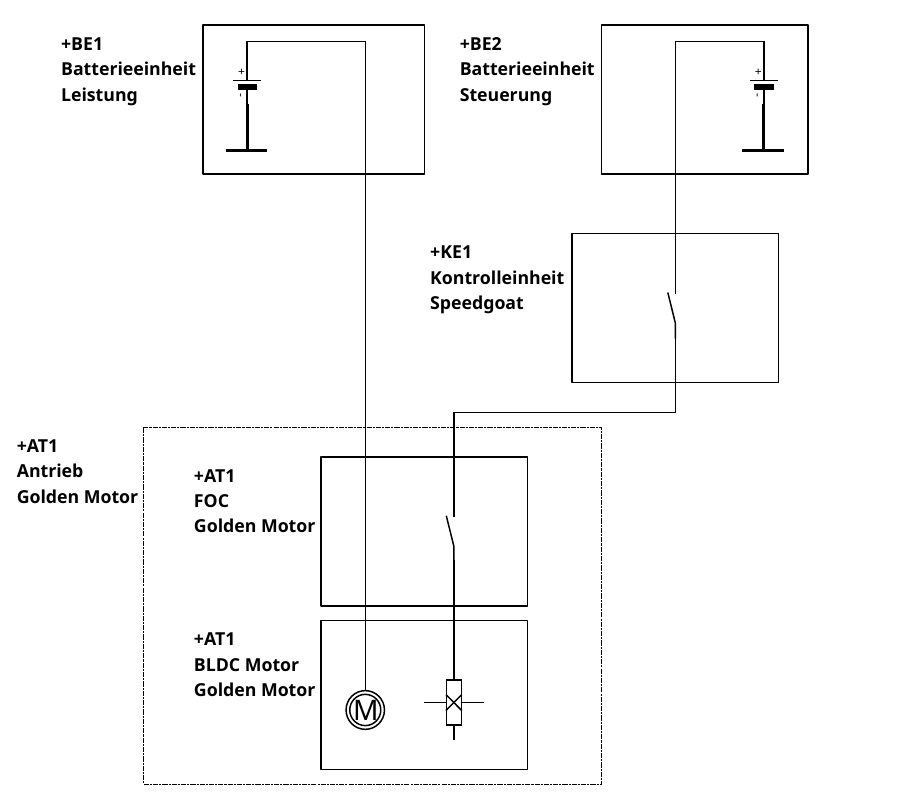 +BE1
Batterieeinheit
Leistung
+
-
+BE2
Batterieeinheit
Steuerung
+
-
+KE1
Kontrolleinheit
Speedgoat
+AT1
Antrieb
Golden Motor
+AT1
FOC
Golden Motor
+AT1
BLDC Motor
Golden Motor
M